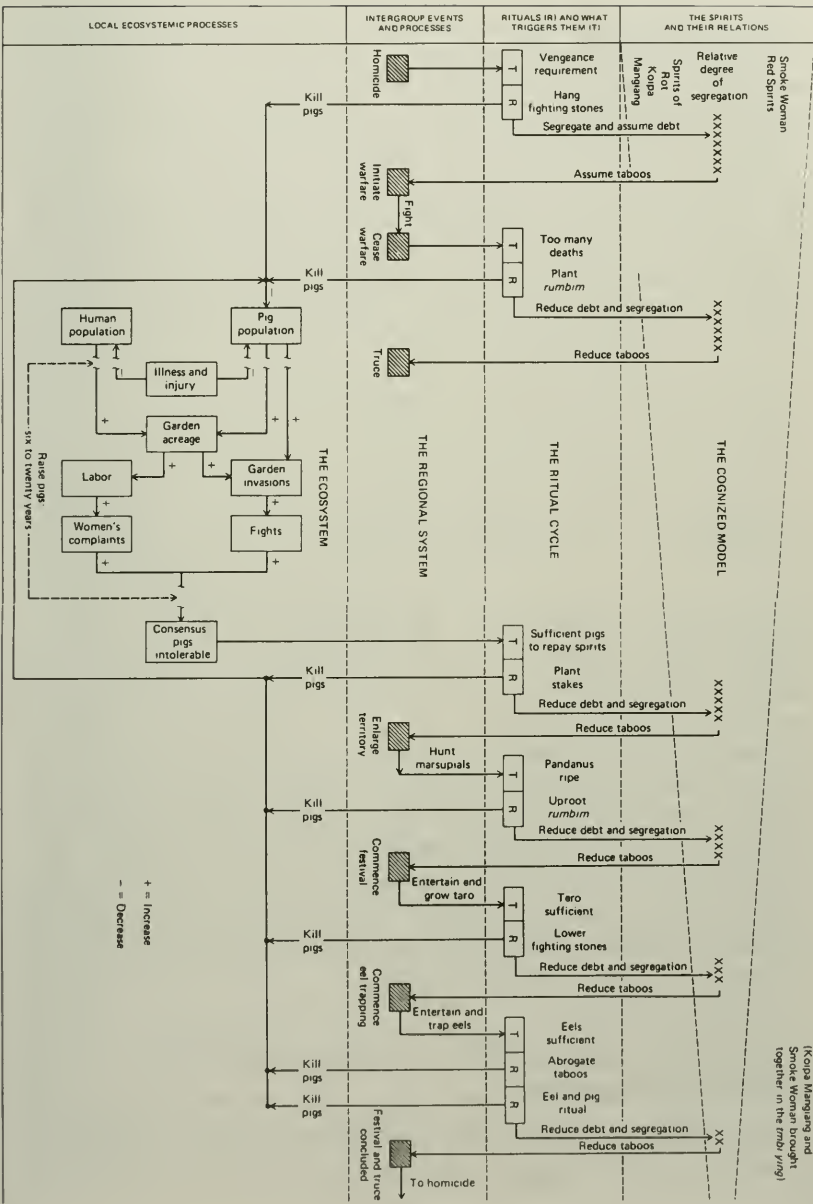 LOCAL ECOSYSTEMIC PROCESSES
INTERGROUP EVENTS
AND PROCESSES
RITUALS (R) AND WHAT
TRIGGERS THEM (T)
THE SPIRITS
AND THEIR RELATIONS
Homicide
T
Vengeance
requirement
Kill
pigs
R
Hang
fighting stones
Spirits of
Rot
Koipa
Mangiang
Relative
degree
of
segregation
Smoke Woman
Red Spirits
Segregate and assume debt
XXXXXXX
Initiate
warfare
Assume taboos
Fight
Cease
warfare
T
Too many
deaths
Kill
pigs
R
Plant
rumbim
Reduce debt and segregation
XXXXXX
Truce
Reduce taboos
Human
population
Pig
population
Illness and
injury
Garden
acreage
Labor
Garden
invasions
Women's
complaints
Fights
Raise pigs:
six to twenty years
THE ECOSYSTEM
THE REGIONAL SYSTEM
THE RITUAL CYCLE
THE COGNIZED MODEL
Consensus
pigs
intolerable
T
Sufficient pigs
to repay spirits
Kill
pigs
R
Plant
stakes
Reduce debt and segregation
XXXXX
Enlarge
territory
Reduce taboos
Hunt
marsupials
T
Pandanus
ripe
Kill
pigs
R
Uproot
rumbim
Reduce debt and segregation
XXXX
Commence
festival
Reduce taboos
Entertain and
grow taro
T
Taro
sufficient
Kill
pigs
R
Lower
fighting stones
Reduce debt and segregation
XXX
Commence
eel trapping
Reduce taboos
Entertain and
trap eels
T
Eels
sufficient
Kill
pigs
R
Abrogate
taboos
Kill
pigs
R
Eel and pig
ritual
Reduce debt and segregation
XX
Festival and truce
concluded
Reduce taboos
To homicide
+ = Increase
− = Decrease
(Koipa Mangiang and
Smoke Woman brought
together in the tmbi ying)